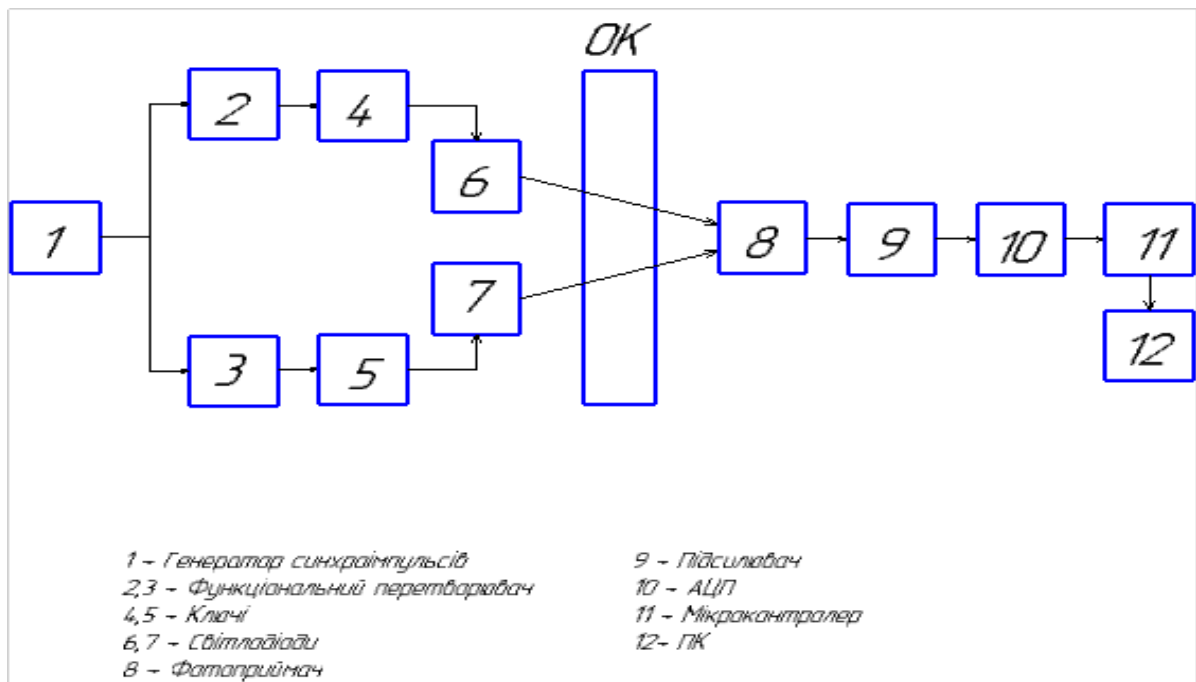 ОК
2
4
6
1
8
9
10
11
7
3
5
12
1 - Генератор синхроімпульсів
2,3 - Функціональний перетворювач
4,5 - Ключі
6,7 - Світлодіоди
8 - Фотоприймач
9 - Підсилювач
10 - АЦП
11 - Мікроконтролер
12- ПК